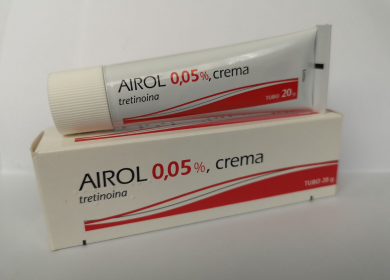 AIROL 0,05%, crema
tretinoina
TUBO 20 g
AIROL 0,05%, crema
tretinoina
TUBO 20 g